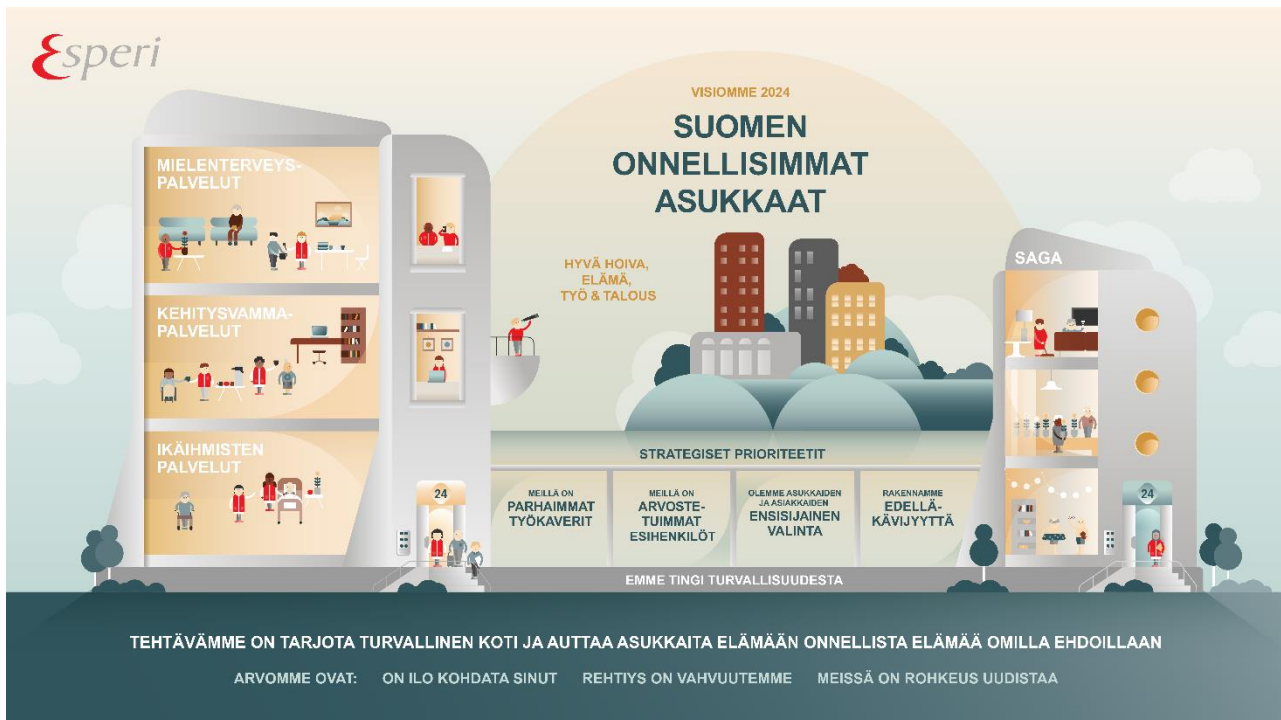 Esperi
VISIOMME 2024
SUOMEN
ONNELLISIMMAT
ASUKKAAT
HYVÄ HOIVA,
ELÄMÄ,
TYÖ & TALOUS
MIELENTERVEYS-
PALVELUT
KEHITYSVAMMA-
PALVELUT
IKÄIHMISTEN
PALVELUT
24
SAGA
24
STRATEGISET PRIORITEETIT
MEILLÄ ON
PARHAIMMAT
TYÖKAVERIT
MEILLÄ ON
ARVOSTE-
TUIMMAT
ESIHENKILÖT
OLEMME ASUKKAIDEN
JA ASIAKKAIDEN
ENSISIJAINEN
VALINTA
RAKENNAMME
EDELLÄ-
KÄVIJYYTTÄ
EMME TINGI TURVALLISUUDESTA
TEHTÄVÄMME ON TARJOTA TURVALLINEN KOTI JA AUTTAA ASUKKAITA ELÄMÄÄN ONNELLISTA ELÄMÄÄ OMILLA EHDOILLAAN
ARVOMME OVAT: ON ILO KOHDATA SINUT REHTIYS ON VAHVUUTEMME MEISSÄ ON ROHKEUS UUDISTAA